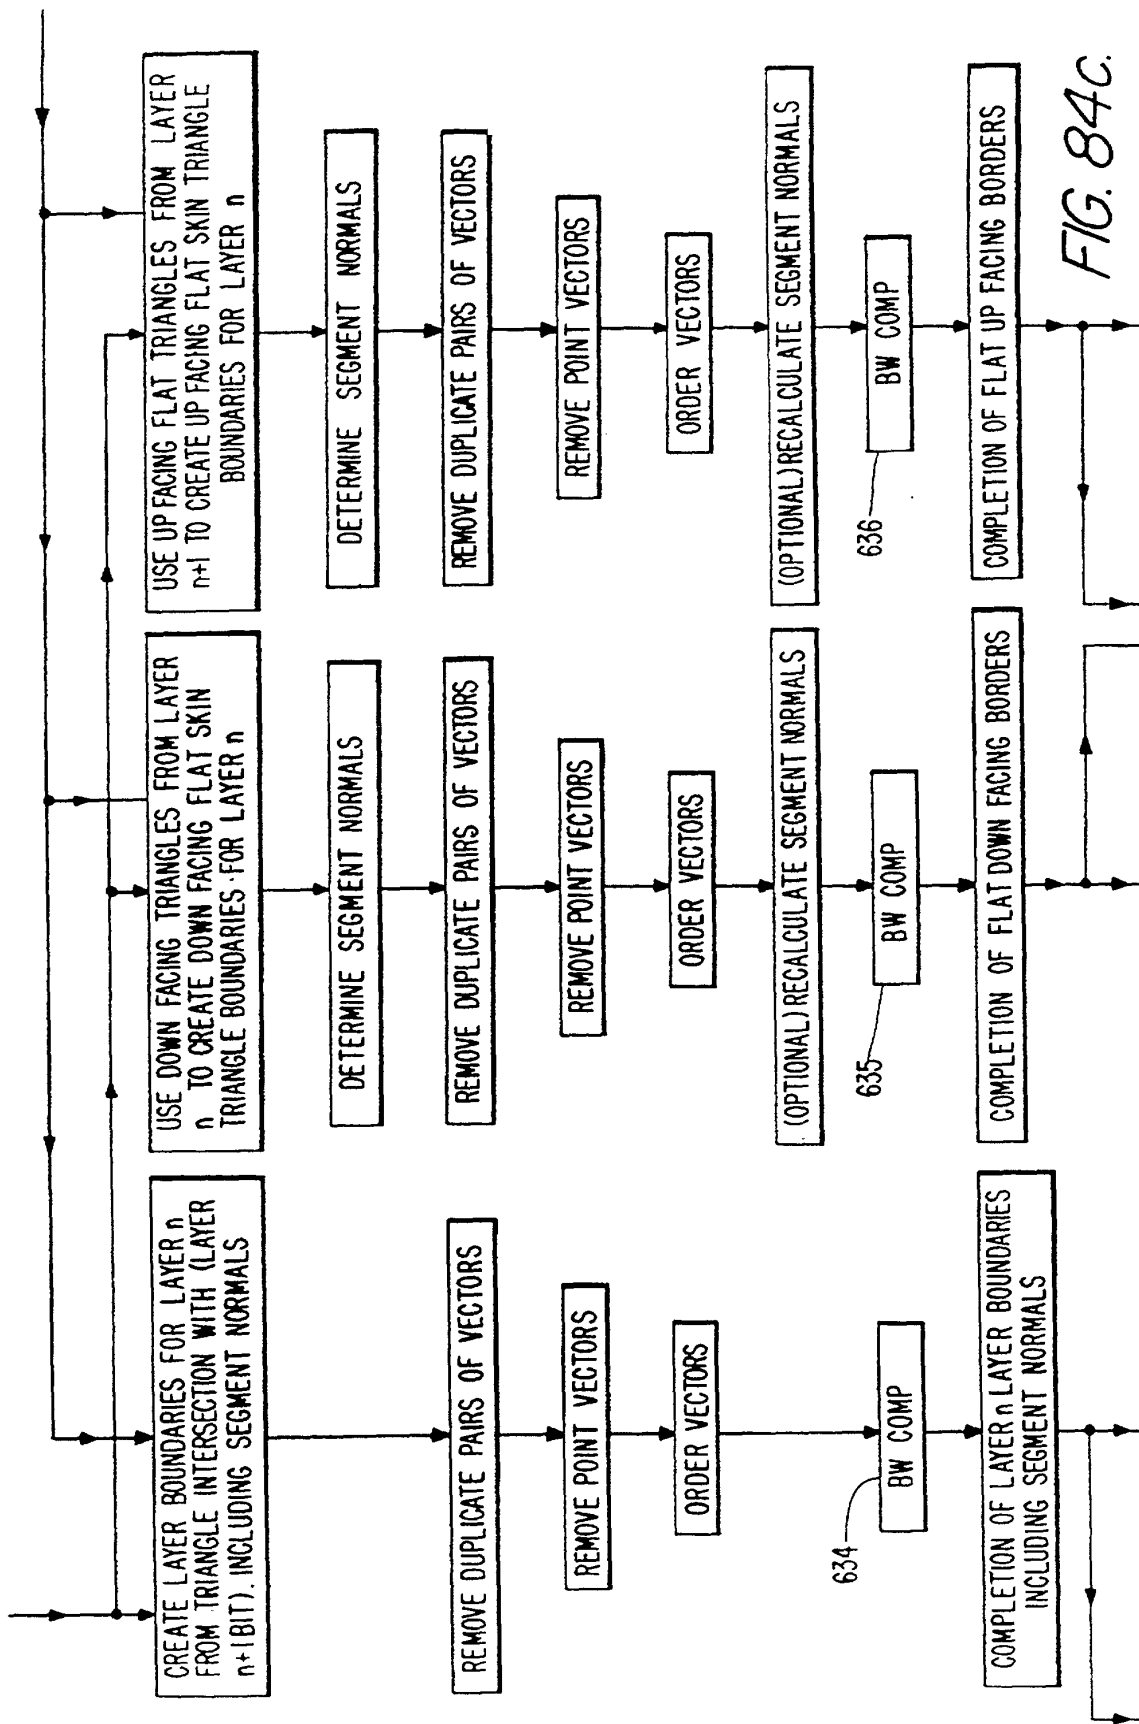 CREATE LAYER BOUNDARIES FOR LAYER n
FROM TRIANGLE INTERSECTION WITH (LAYER
n+1 BIT). INCLUDING SEGMENT NORMALS
REMOVE DUPLICATE PAIRS OF VECTORS
REMOVE POINT VECTORS
ORDER VECTORS
634
BW COMP
COMPLETION OF LAYER n LAYER BOUNDARIES
INCLUDING SEGMENT NORMALS
USE DOWN FACING TRIANGLES FROM LAYER
n TO CREATE DOWN FACING FLAT SKIN
TRIANGLE BOUNDARIES FOR LAYER n
DETERMINE SEGMENT NORMALS
REMOVE DUPLICATE PAIRS OF VECTORS
REMOVE POINT VECTORS
ORDER VECTORS
(OPTIONAL) RECALCULATE SEGMENT NORMALS
635
BW COMP
COMPLETION OF FLAT DOWN FACING BORDERS
USE UP FACING FLAT TRIANGLES FROM LAYER
n+1 TO CREATE UP FACING FLAT SKIN TRIANGLE
BOUNDARIES FOR LAYER n
DETERMINE SEGMENT NORMALS
REMOVE DUPLICATE PAIRS OF VECTORS
REMOVE POINT VECTORS
ORDER VECTORS
(OPTIONAL) RECALCULATE SEGMENT NORMALS
636
BW COMP
COMPLETION OF FLAT UP FACING BORDERS
FIG. 84C.